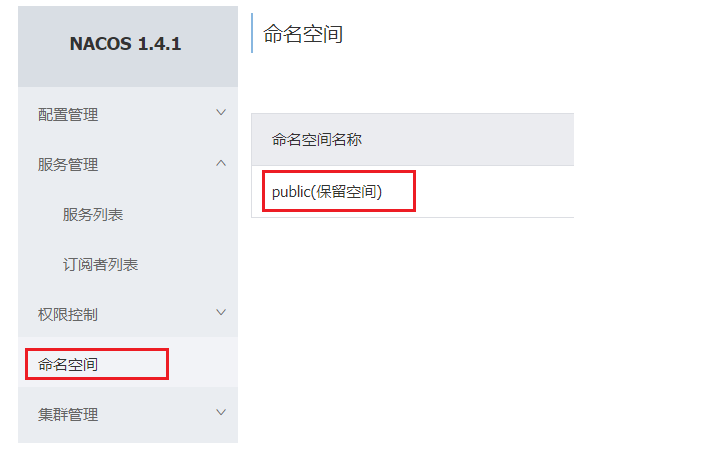 NACOS 1.4.1
配置管理
服务管理
服务列表
订阅者列表
权限控制
命名空间
集群管理
命名空间
命名空间名称
public(保留空间)